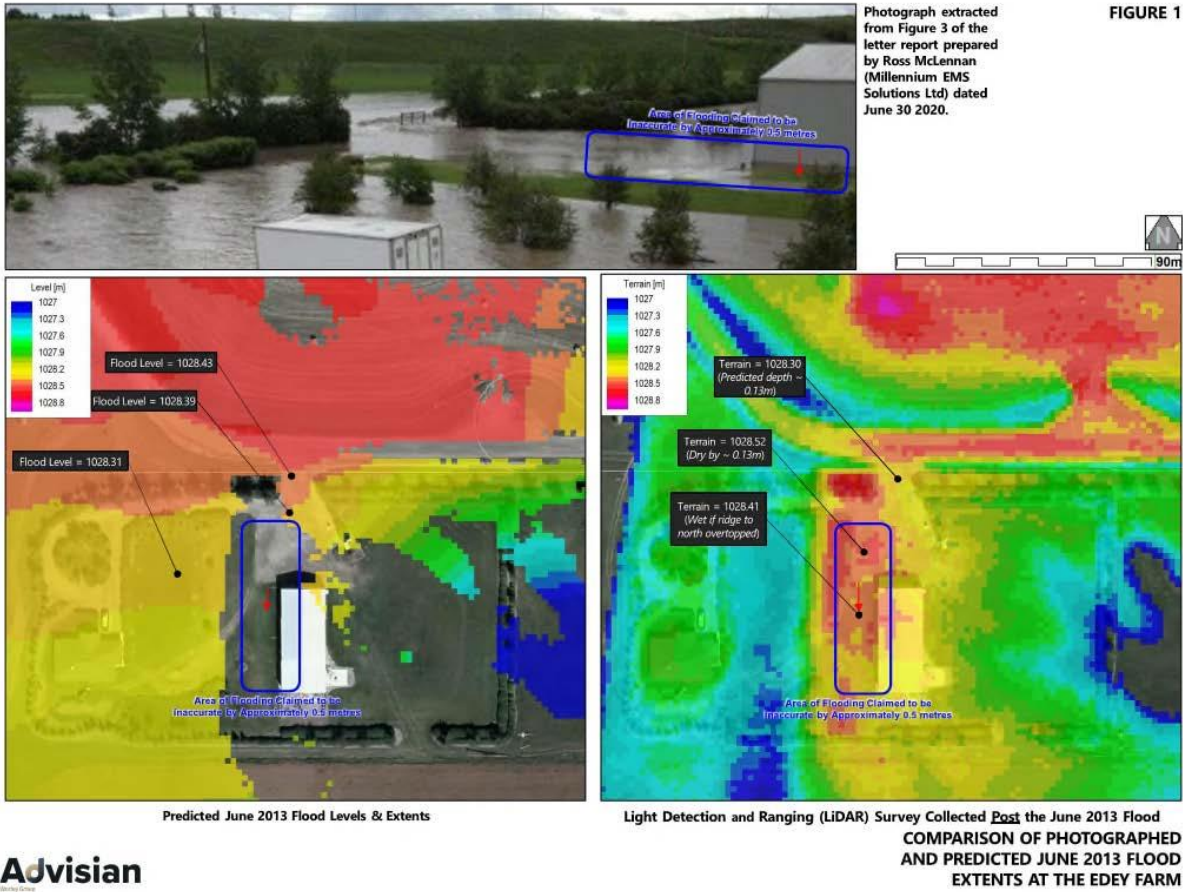 Photograph extracted
from Figure 3 of the
letter report prepared
by Ross McLennan
(Millennium EMS
Solutions Ltd) dated
June 30 2020.
FIGURE 1
Area of Flooding Claimed to be
Inaccurate by Approximately 0.5 metres
N
90m
Level [m]
1027
1027.3
1027.6
1027.9
1028.2
1028.5
1028.8
Flood Level = 1028.43
Flood Level = 1028.39
Flood Level = 1028.31
Area of Flooding Claimed to be
Inaccurate by Approximately 0.5 metres
Predicted June 2013 Flood Levels & Extents
Terrain [m]
1027
1027.3
1027.6
1027.9
1028.2
1028.5
1028.8
Terrain = 1028.30
(Predicted depth ~
0.13m)
Terrain = 1028.52
(Dry by ~ 0.13m)
Terrain = 1028.41
(Wet if ridge to
north overtopped)
Area of Flooding Claimed to be
Inaccurate by Approximately 0.5 metres
Light Detection and Ranging (LiDAR) Survey Collected Post the June 2013 Flood
COMPARISON OF PHOTOGRAPHED
AND PREDICTED JUNE 2013 FLOOD
EXTENTS AT THE EDEY FARM
Advisian
Worley Group